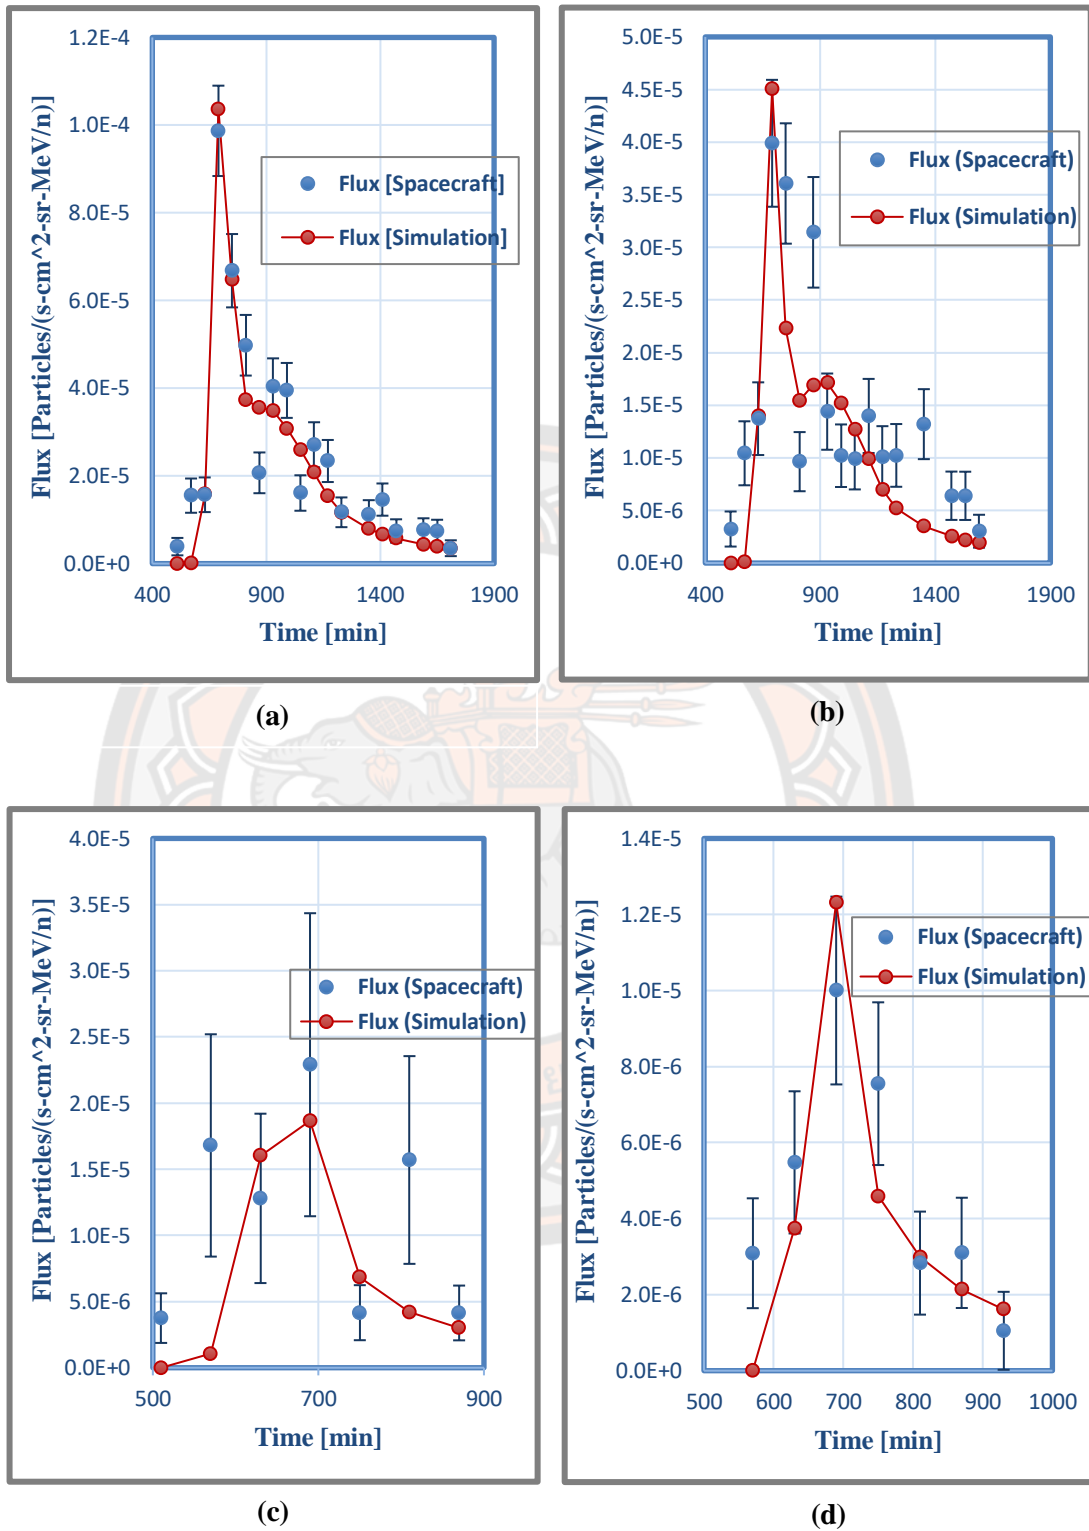 1.2E-4
1.0E-4
8.0E-5
6.0E-5
4.0E-5
2.0E-5
0.0E+0
400 900 1400 1900
Flux [Particles/(s-cm^2-sr-MeV/n)]
Time [min]
Flux [Spacecraft]
Flux [Simulation]
(a)
5.0E-5
4.5E-5
4.0E-5
3.5E-5
3.0E-5
2.5E-5
2.0E-5
1.5E-5
1.0E-5
5.0E-6
0.0E+0
400 900 1400 1900
Flux [Particles/(s-cm^2-sr-MeV/n)]
Time [min]
Flux (Spacecraft)
Flux (Simulation)
(b)
4.0E-5
3.5E-5
3.0E-5
2.5E-5
2.0E-5
1.5E-5
1.0E-5
5.0E-6
0.0E+0
500 700 900
Flux [Particles/(s-cm^2-sr-MeV/n)]
Time [min]
Flux (Spacecraft)
Flux (Simulation)
(c)
1.4E-5
1.2E-5
1.0E-5
8.0E-6
6.0E-6
4.0E-6
2.0E-6
0.0E+0
500 600 700 800 900 1000
Flux [Particles/(s-cm^2-sr-MeV/n)]
Time [min]
Flux (Spacecraft)
Flux (Simulation)
(d)